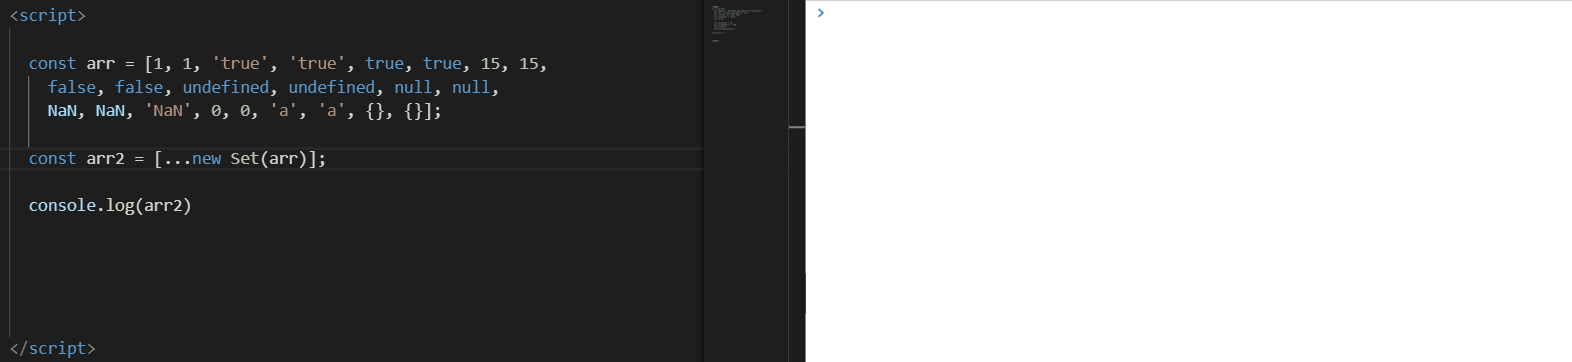 <script>
const arr = [1, 1, 'true', 'true', true, true, 15, 15,
false, false, undefined, undefined, null, null,
NaN, NaN, 'NaN', 0, 0, 'a', 'a', {}, {}];
const arr2 = [...new Set(arr)];
console.log(arr2)
</script>